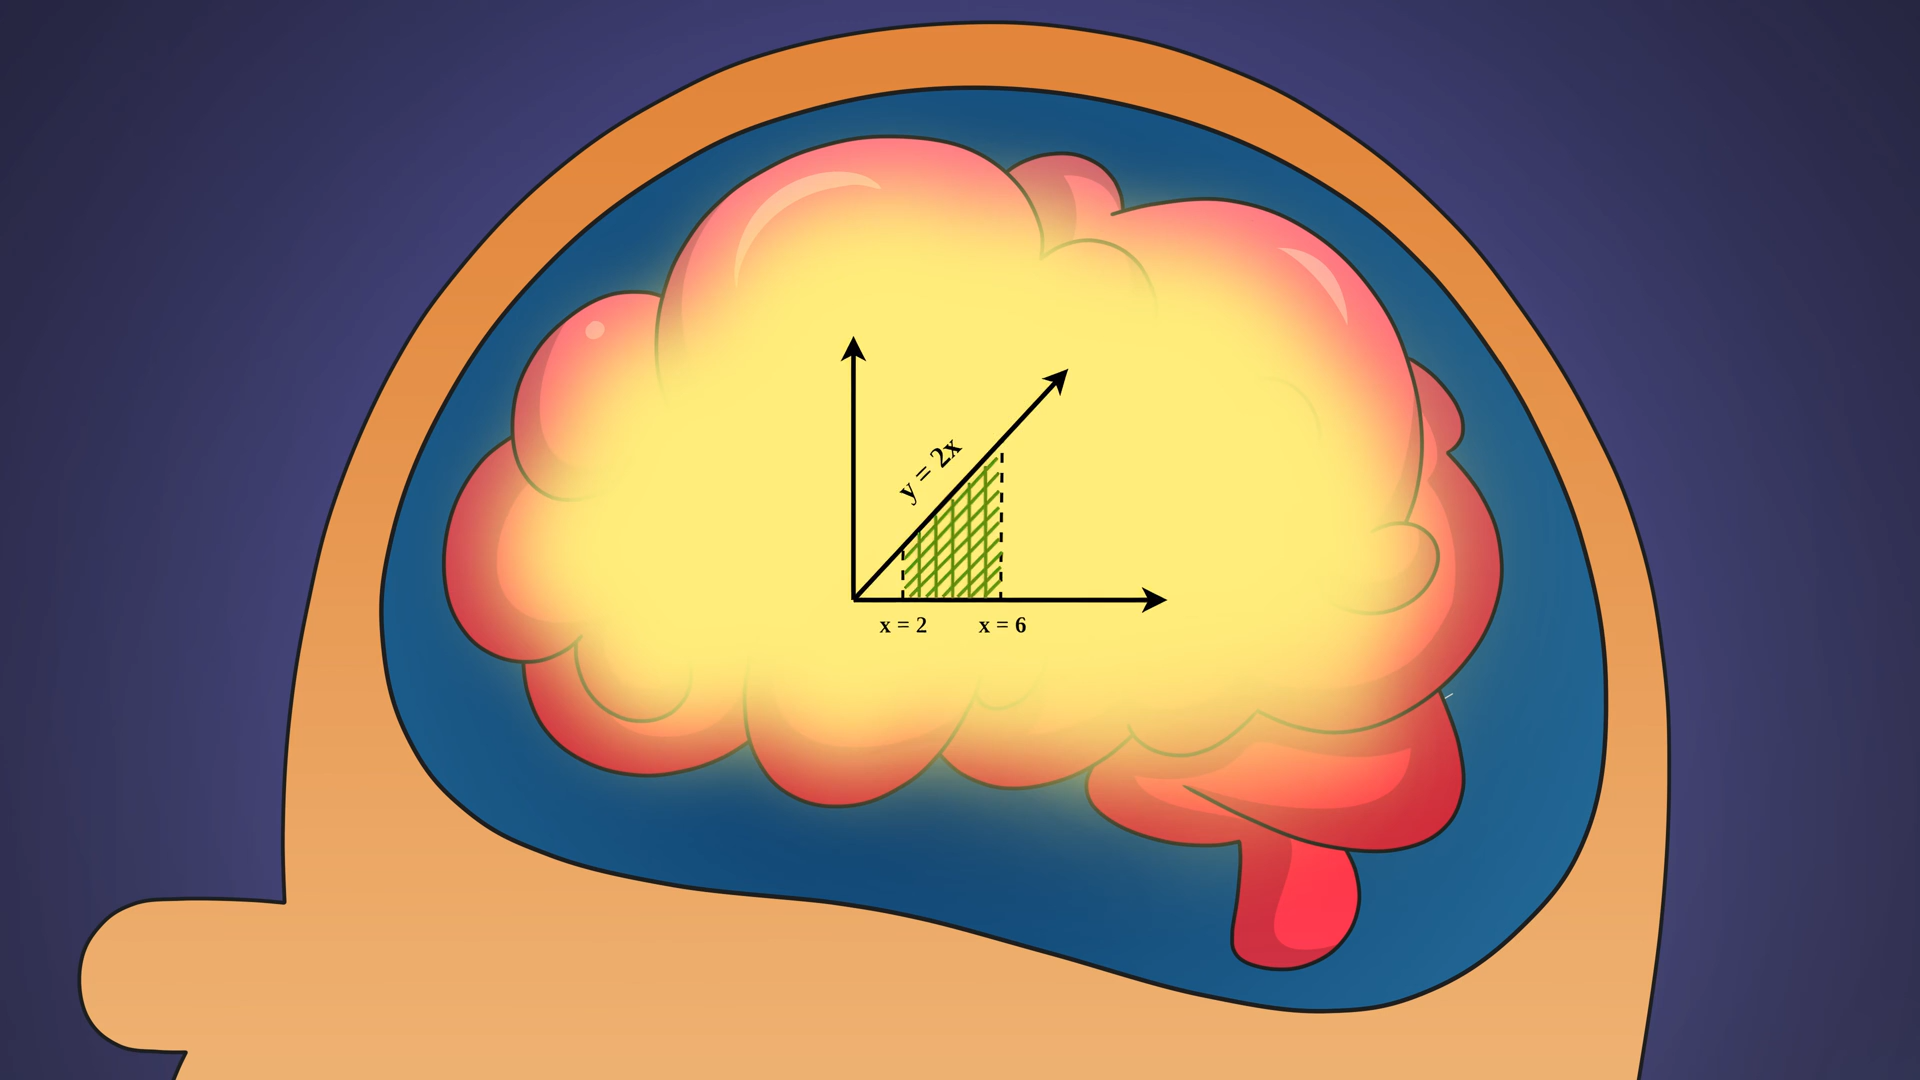 y = 2x
x = 2
x = 6